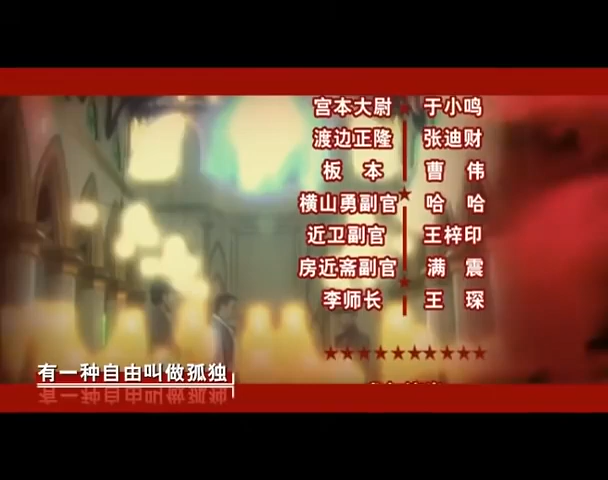 宫本大尉 于小鸣
渡边正隆 张迪财
板本 曹伟
横山勇副官 哈哈
近卫副官 王梓印
房近斋副官 满震
李师长 王琛
有一种自由叫做孤独